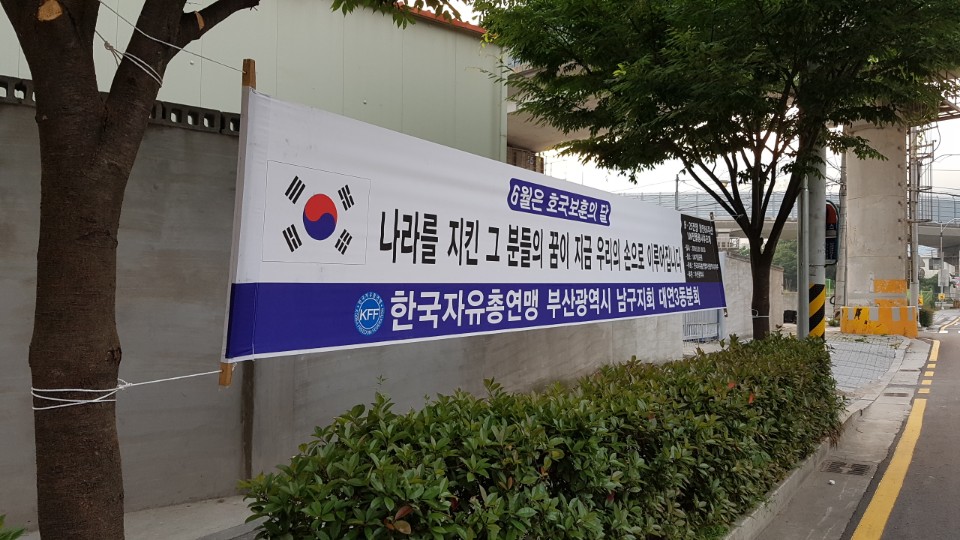 6월은 호국보훈의 달
나라를 지킨 그 분들의 꿈이 지금 우리의 손으로 이루어집니다
KFF
한국자유총연맹 부산광역시 남구지회 대연3동분회